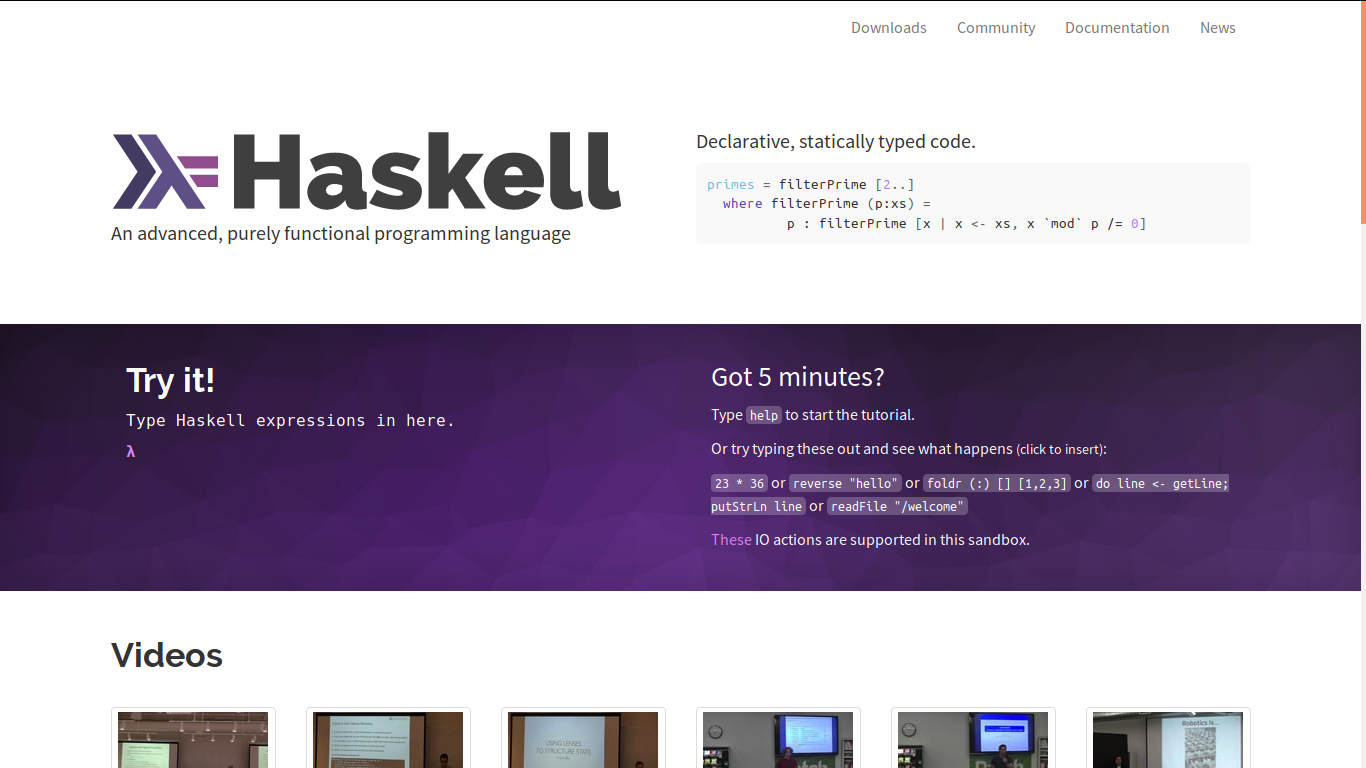 Downloads Community Documentation News
Haskell
An advanced, purely functional programming language
Declarative, statically typed code.
primes = filterPrime [2..]
where filterPrime (p:xs) =
p : filterPrime [x | x <- xs, x `mod` p /= 0]
Try it!
Type Haskell expressions in here.
λ
Got 5 minutes?
Type help to start the tutorial.
Or try typing these out and see what happens (click to insert):
23 * 36 or reverse "hello" or foldr (:) [] [1,2,3] or do line <- getLine;
putStrLn line or readFile "/welcome"
These IO actions are supported in this sandbox.
Videos
USING LENSES
TO STRUCTURE STATE
Robotics Is...